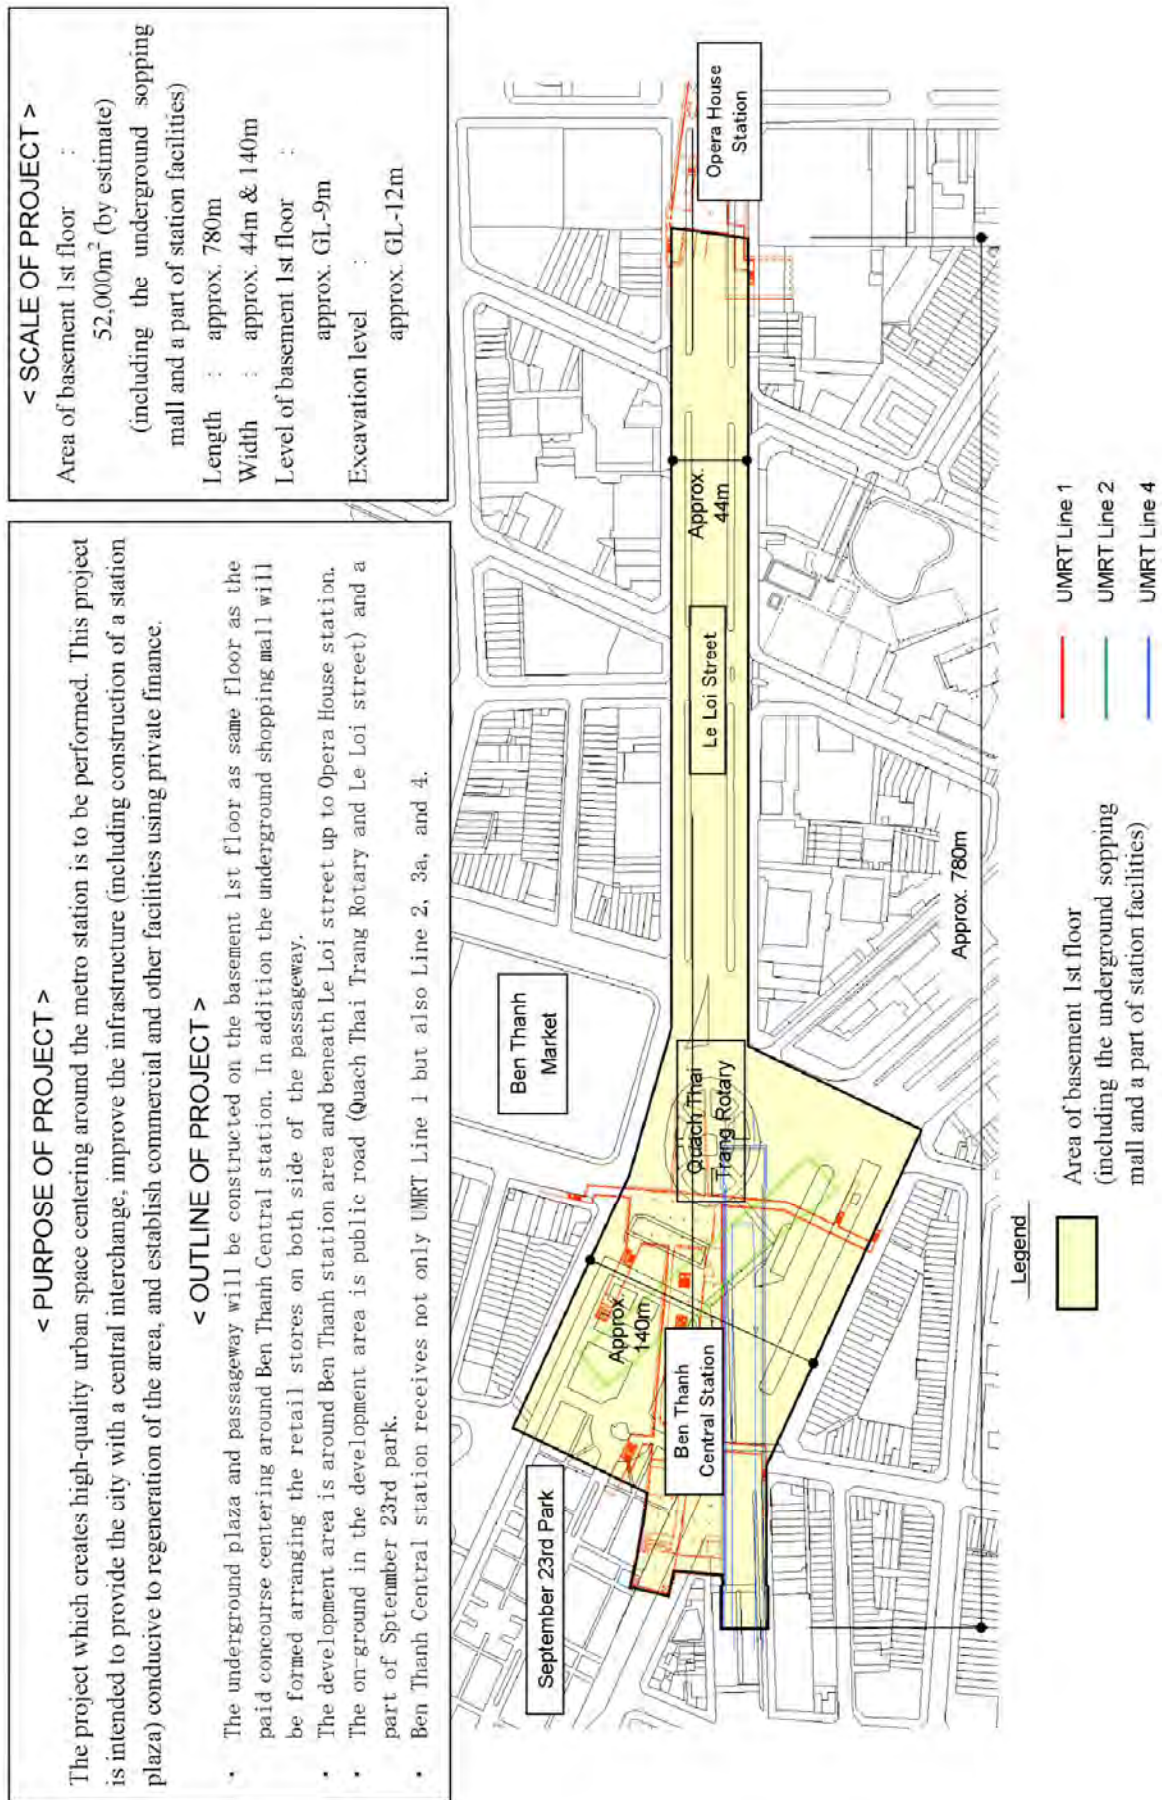 < PURPOSE OF PROJECT >
The project which creates high-quality urban space centering around the metro station is to be performed. This project
is intended to provide the city with a central interchange, improve the infrastructure (including construction of a station
plaza) conducive to regeneration of the area, and establish commercial and other facilities using private finance.
< OUTLINE OF PROJECT >
・ The underground plaza and passageway will be constructed on the basement 1st floor as same floor as the
paid concourse centering around Ben Thanh Central station. In addition the underground shopping mall will
be formed arranging the retail stores on both side of the passageway.
・ The development area is around Ben Thanh station area and beneath Le Loi street up to Opera House station.
・ The on-ground in the development area is public road (Quach Thai Trang Rotary and Le Loi street) and a
part of Sptember 23rd park.
・ Ben Thanh Central station receives not only UMRT Line 1 but also Line 2, 3a, and 4.
< SCALE OF PROJECT >
Area of basement 1st floor :
52,000m² (by estimate)
(including the underground sopping
mall and a part of station facilities)
Length : approx. 780m
Width : approx. 44m & 140m
Level of basement 1st floor :
approx. GL-9m
Excavation level :
approx. GL-12m
September 23rd Park
Ben Thanh
Market
Opera House
Station
Approx.
140m
Ben Thanh
Central Station
Quach Thai
Trang Rotary
Le Loi Street
Approx.
44m
Approx. 780m
Legend
Area of basement 1st floor
(including the underground sopping
mall and a part of station facilities)
UMRT Line 1
UMRT Line 2
UMRT Line 4